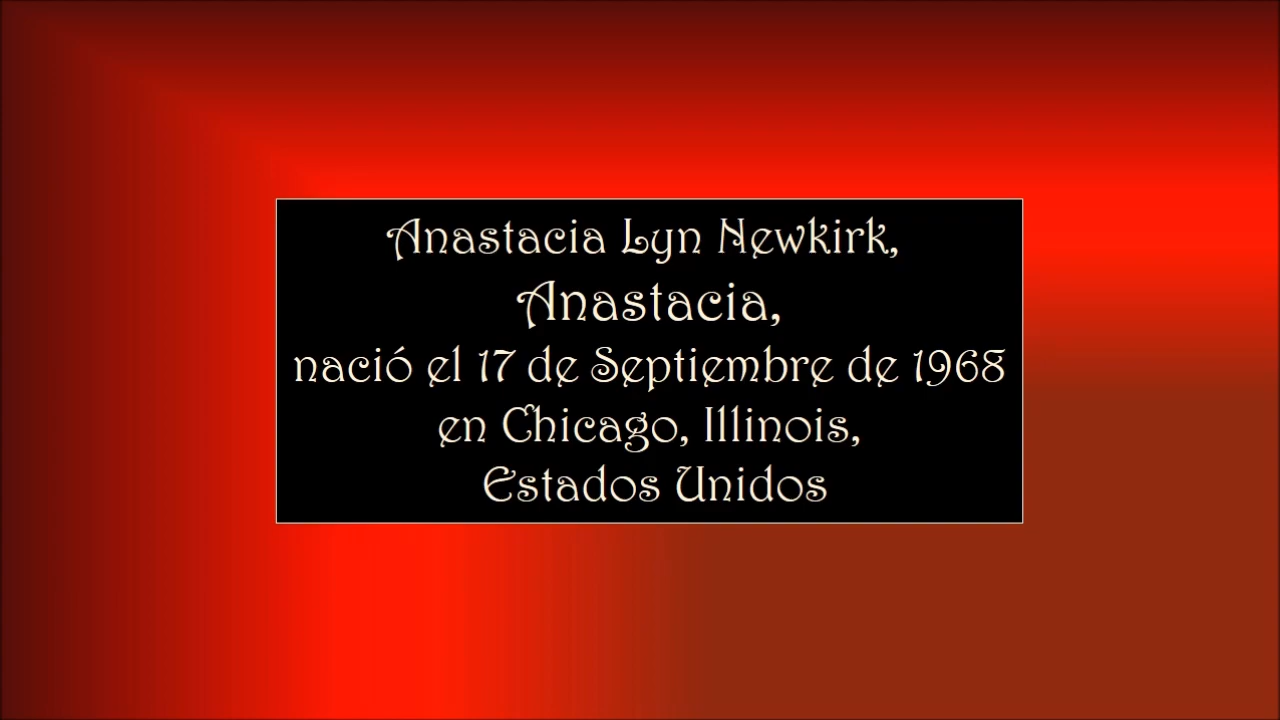 Anastacia Lyn Newkirk,
Anastacia,
nació el 17 de Septiembre de 1968
en Chicago, Illinois,
Estados Unidos